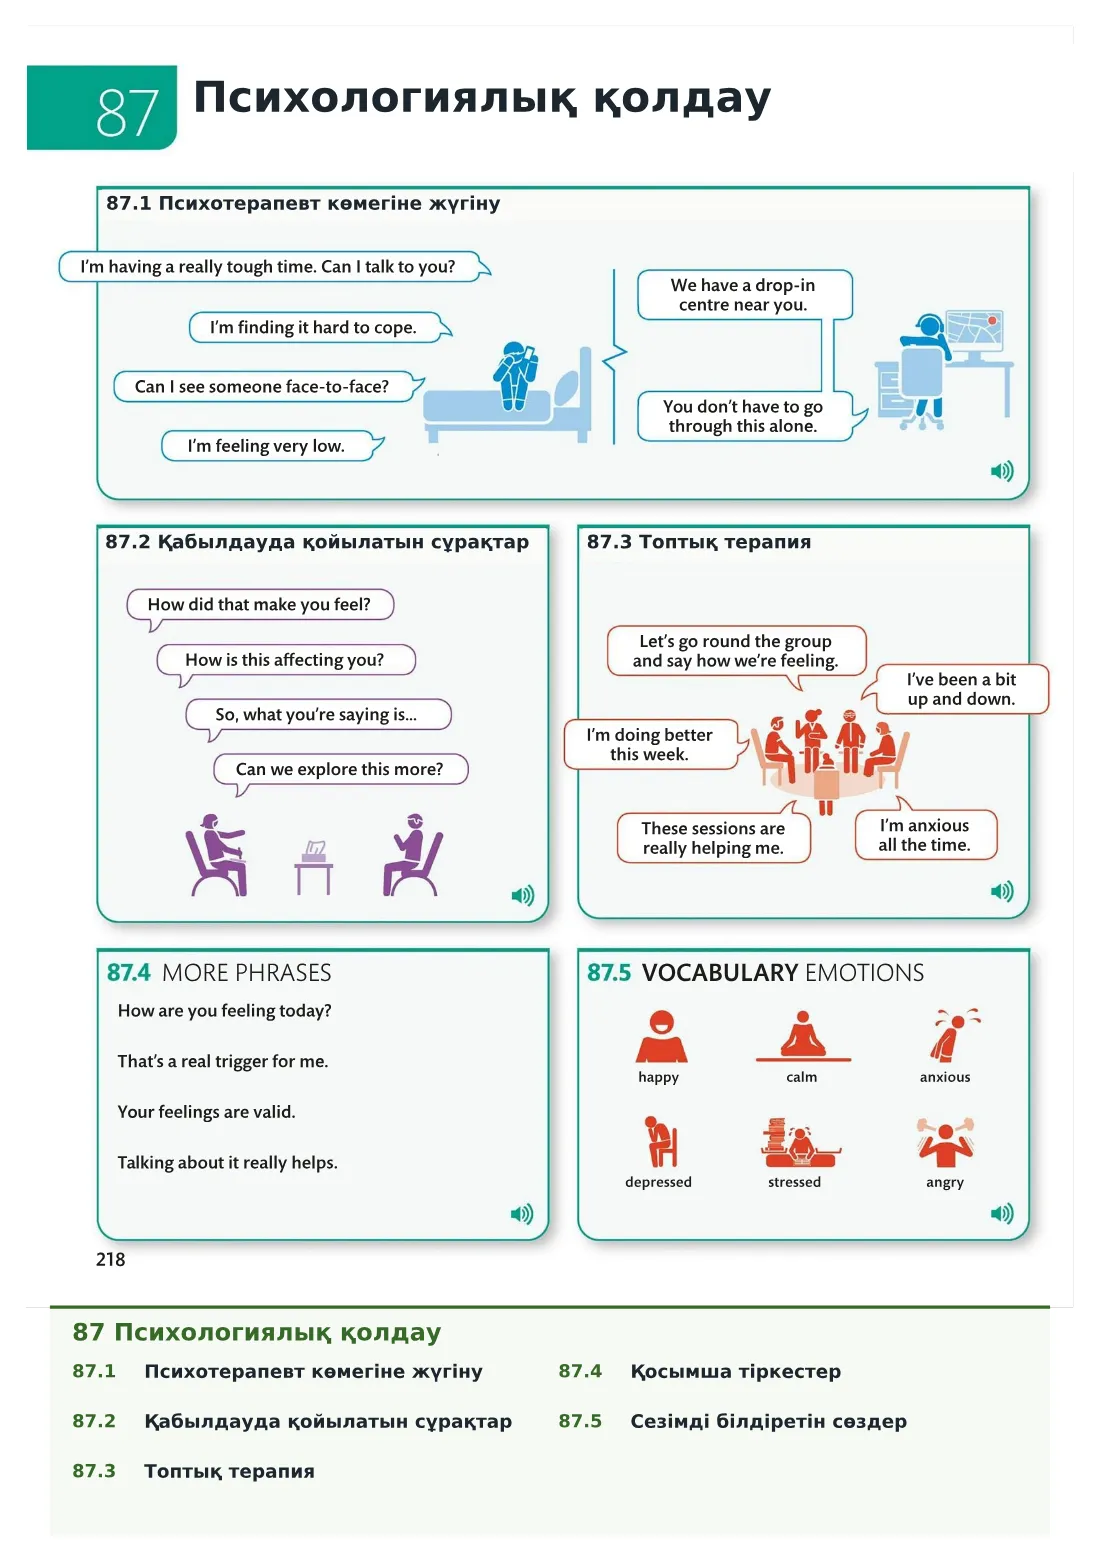 87
Психологиялық қолдау
87.1 Психотерапевт көмегіне жүгіну
I'm having a really tough time. Can I talk to you?
I'm finding it hard to cope.
Can I see someone face-to-face?
I'm feeling very low.
We have a drop-in
centre near you.
You don't have to go
through this alone.
87.2 Қабылдауда қойылатын сұрақтар
How did that make you feel?
How is this affecting you?
So, what you're saying is...
Can we explore this more?
87.3 Топтық терапия
Let's go round the group
and say how we're feeling.
I've been a bit
up and down.
I'm doing better
this week.
These sessions are
really helping me.
I'm anxious
all the time.
87.4 MORE PHRASES
How are you feeling today?
That's a real trigger for me.
Your feelings are valid.
Talking about it really helps.
87.5 VOCABULARY EMOTIONS
happy
calm
anxious
depressed
stressed
angry
218
87 Психологиялық қолдау
87.1 Психотерапевт көмегіне жүгіну
87.2 Қабылдауда қойылатын сұрақтар
87.3 Топтық терапия
87.4 Қосымша тіркестер
87.5 Сезімді білдіретін сөздер